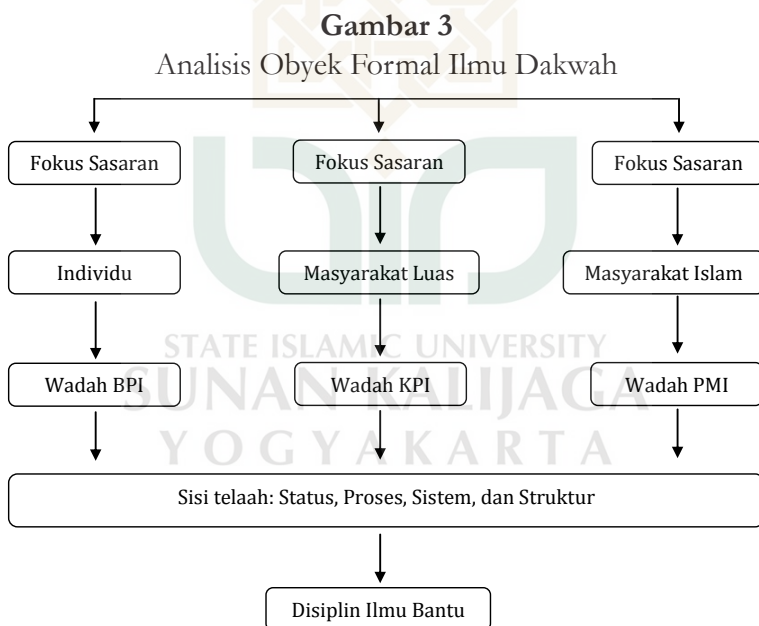 Gambar 3
Analisis Obyek Formal Ilmu Dakwah
Fokus Sasaran
Fokus Sasaran
Fokus Sasaran
Individu
Masyarakat Luas
Masyarakat Islam
STATE ISLAMIC UNIVERSITY
Wadah BPI
Wadah KPI
Wadah PMI
SUNAN KALIJAGA
YOGYAKARTA
Sisi telaah: Status, Proses, Sistem, dan Struktur
Disiplin Ilmu Bantu